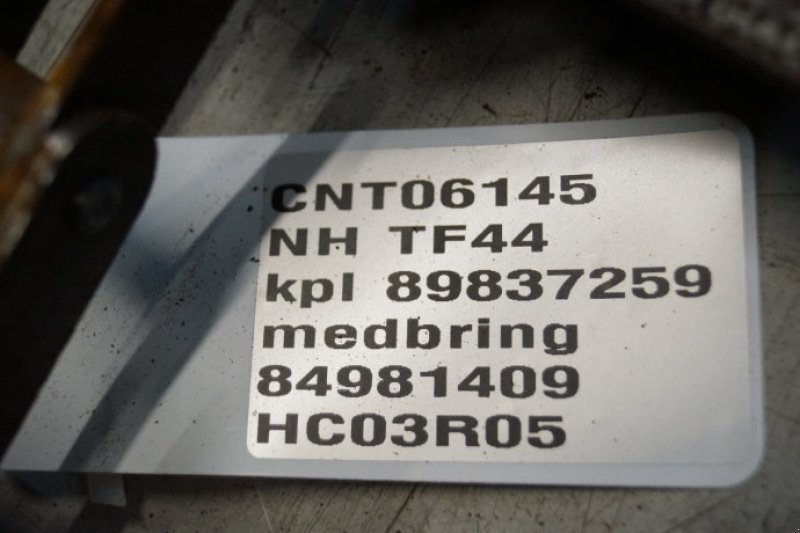 CNT06145
NH TF44
kpl 89837259
medbring
84981409
HC03R05